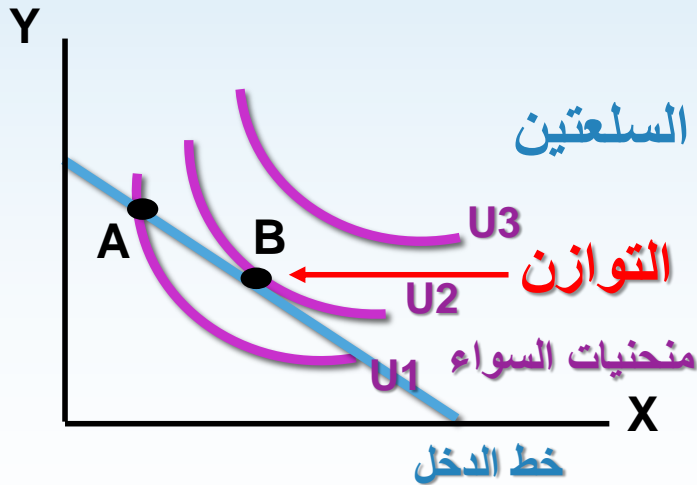 Y
السلعتين
U3
A
B
التوازن
U2
منحنيات السواء
U1
X
خط الدخل